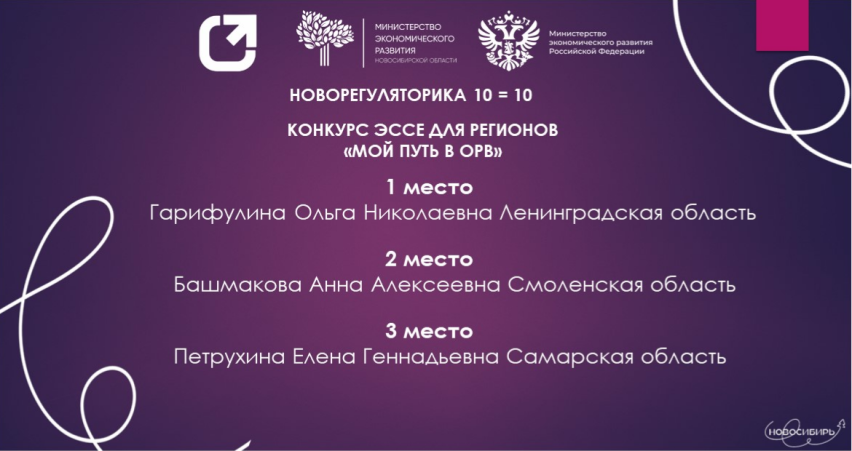 МИНИСТЕРСТВО
ЭКОНОМИЧЕСКОГО
РАЗВИТИЯ
НОВОСИБИРСКОЙ ОБЛАСТИ
Министерство
экономического развития
Российской Федерации
НОВОРЕГУЛЯТОРИКА 10 = 10
КОНКУРС ЭССЕ ДЛЯ РЕГИОНОВ
«МОЙ ПУТЬ В ОРВ»
1 место
Гарифулина Ольга Николаевна Ленинградская область
2 место
Башмакова Анна Алексеевна Смоленская область
3 место
Петрухина Елена Геннадьевна Самарская область
НОВОСИБИРЬ